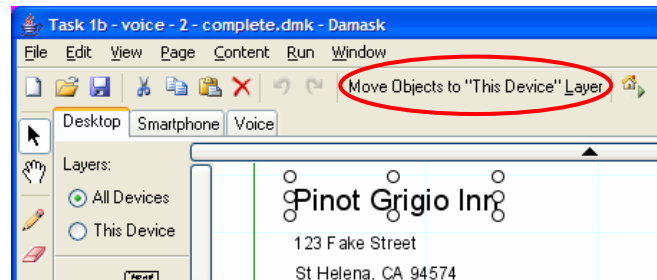 Task 1b - voice - 2 - complete.dmk - Damask
File Edit View Page Content Run Window
Move Objects to "This Device" Layer
Desktop Smartphone Voice
Layers:
All Devices
This Device
Pinot Grigio Inn
123 Fake Street
St Helena, CA 94574